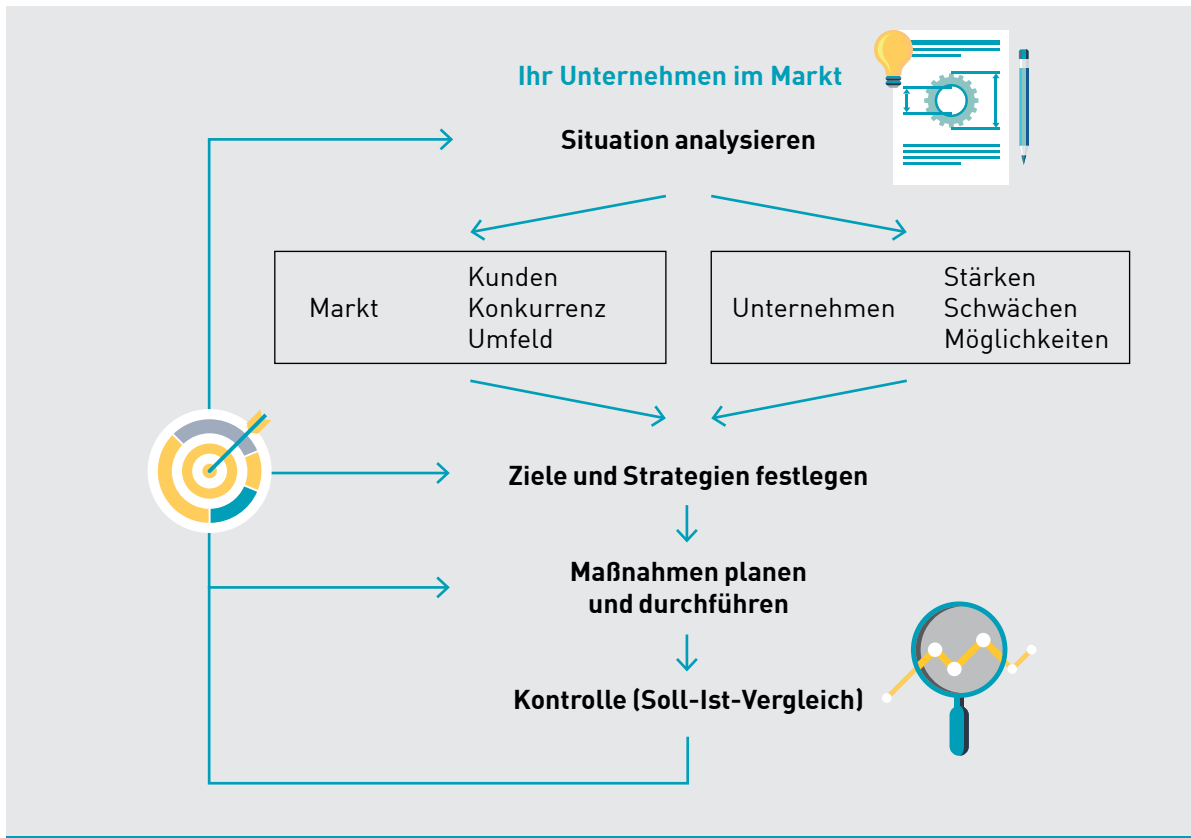 Ihr Unternehmen im Markt
Situation analysieren
Markt
Kunden
Konkurrenz
Umfeld
Unternehmen
Stärken
Schwächen
Möglichkeiten
Ziele und Strategien festlegen
Maßnahmen planen
und durchführen
Kontrolle (Soll-Ist-Vergleich)